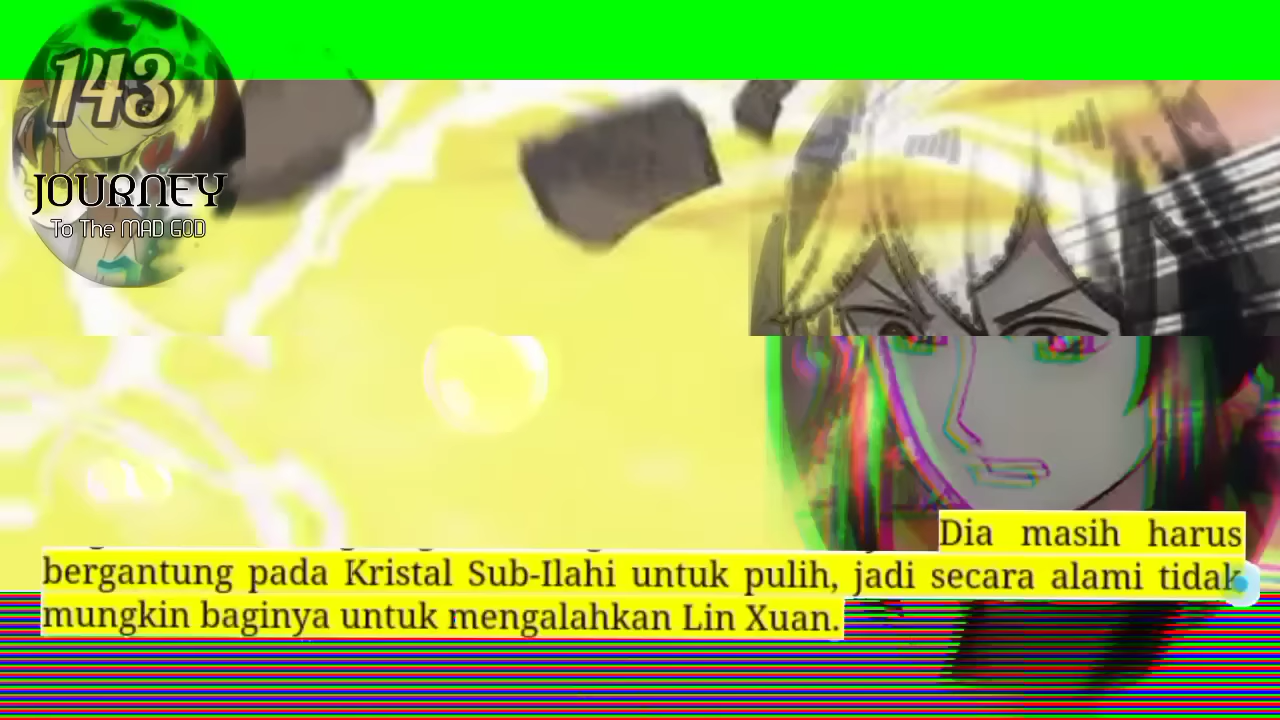 143
JOURNEY
To The MAD GOD
Dia masih harus
bergantung pada Kristal Sub-Ilahi untuk pulih, jadi secara alami tidak
mungkin baginya untuk mengalahkan Lin Xuan.